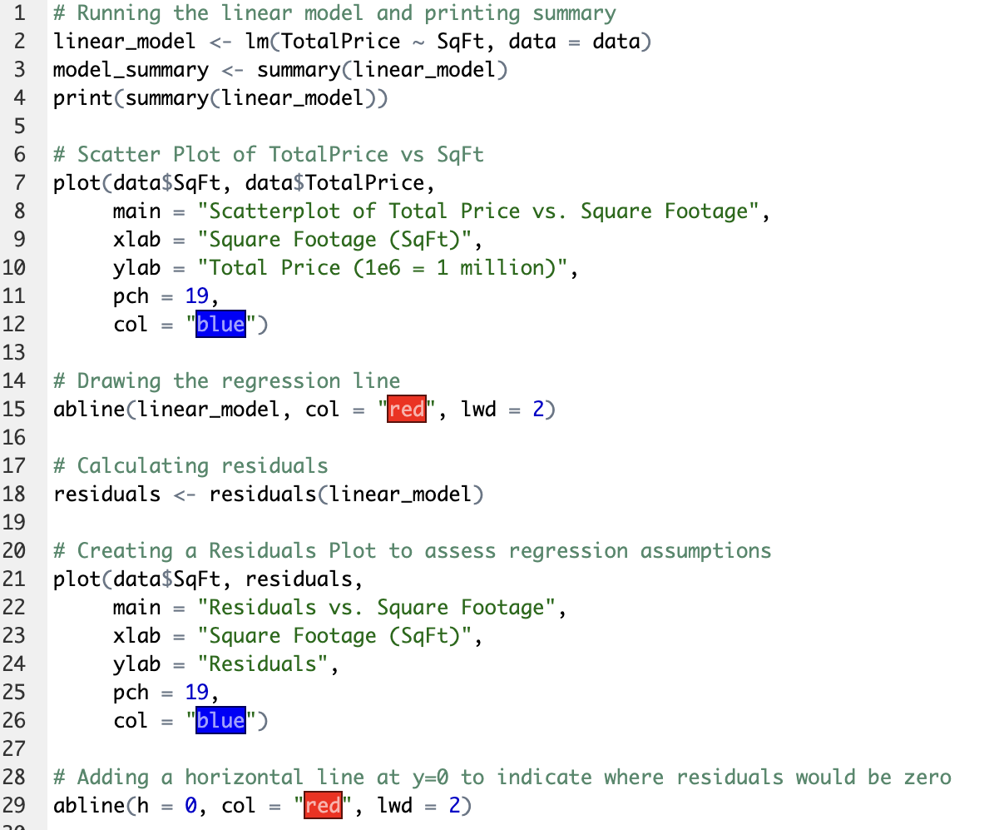 1 # Running the linear model and printing summary
2 linear_model <- lm(TotalPrice ~ SqFt, data = data)
3 model_summary <- summary(linear_model)
4 print(summary(linear_model))
5
6 # Scatter Plot of TotalPrice vs SqFt
7 plot(data$SqFt, data$TotalPrice,
8      main = "Scatterplot of Total Price vs. Square Footage",
9      xlab = "Square Footage (SqFt)",
10      ylab = "Total Price (1e6 = 1 million)",
11      pch = 19,
12      col = "blue")
13
14 # Drawing the regression line
15 abline(linear_model, col = "red", lwd = 2)
16
17 # Calculating residuals
18 residuals <- residuals(linear_model)
19
20 # Creating a Residuals Plot to assess regression assumptions
21 plot(data$SqFt, residuals,
22      main = "Residuals vs. Square Footage",
23      xlab = "Square Footage (SqFt)",
24      ylab = "Residuals",
25      pch = 19,
26      col = "blue")
27
28 # Adding a horizontal line at y=0 to indicate where residuals would be zero
29 abline(h = 0, col = "red", lwd = 2)